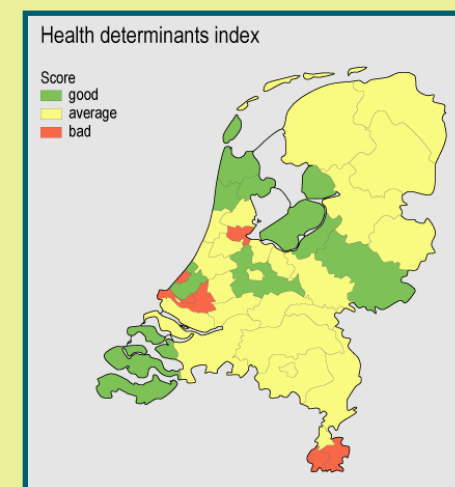 Health determinants index
Score
good
average
bad